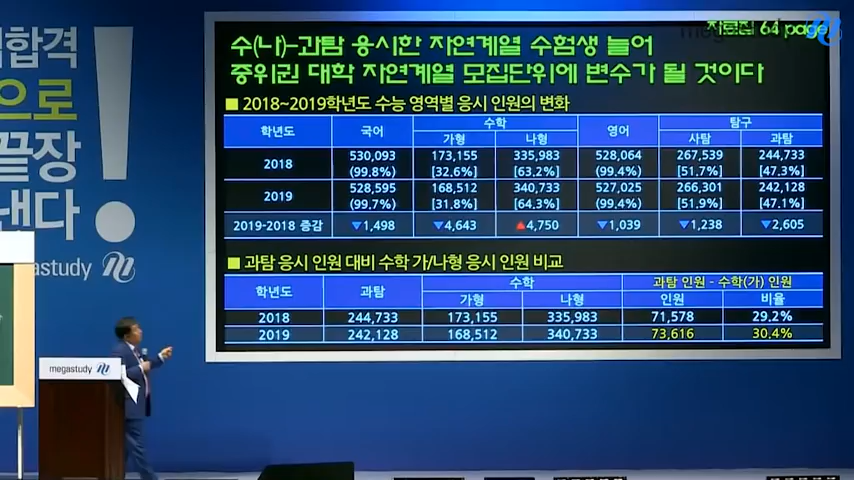 합격
으로
끝장
낸다
megastudy
자료집 64 page
수(나)-과탐 응시한 자연계열 수험생 늘어
중위권 대학 자연계열 모집단위에 변수가 될 것이다
■ 2018~2019학년도 수능 영역별 응시 인원의 변화
학년도 국어 수학 영어 탐구
가형 나형 사탐 과탐
2018 530,093 173,155 335,983 528,064 267,539 244,733
(99.8%) [32.6%] [63.2%] (99.4%) [51.7%] [47.3%]
2019 528,595 168,512 340,733 527,025 266,301 242,128
(99.7%) [31.8%] [64.3%] (99.4%) [51.9%] [47.1%]
2019-2018 증감 ▼1,498 ▼4,643 ▲4,750 ▼1,039 ▼1,238 ▼2,605
■ 과탐 응시 인원 대비 수학 가/나형 응시 인원 비교
학년도 과탐 수학 과탐 인원 - 수학(가) 인원
가형 나형 인원 비율
2018 244,733 173,155 335,983 71,578 29.2%
2019 242,128 168,512 340,733 73,616 30.4%
megastudy